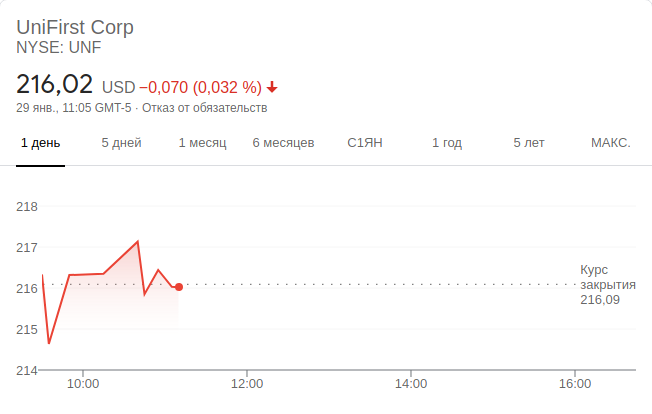 UniFirst Corp
NYSE: UNF
216,02 USD −0,070 (0,032 %)
29 янв., 11:05 GMT-5 · Отказ от обязательств
1 день 5 дней 1 месяц 6 месяцев С1ЯН 1 год 5 лет МАКС.
218
217
Курс
216 закрытия
216,09
215
214
10:00 12:00 14:00 16:00